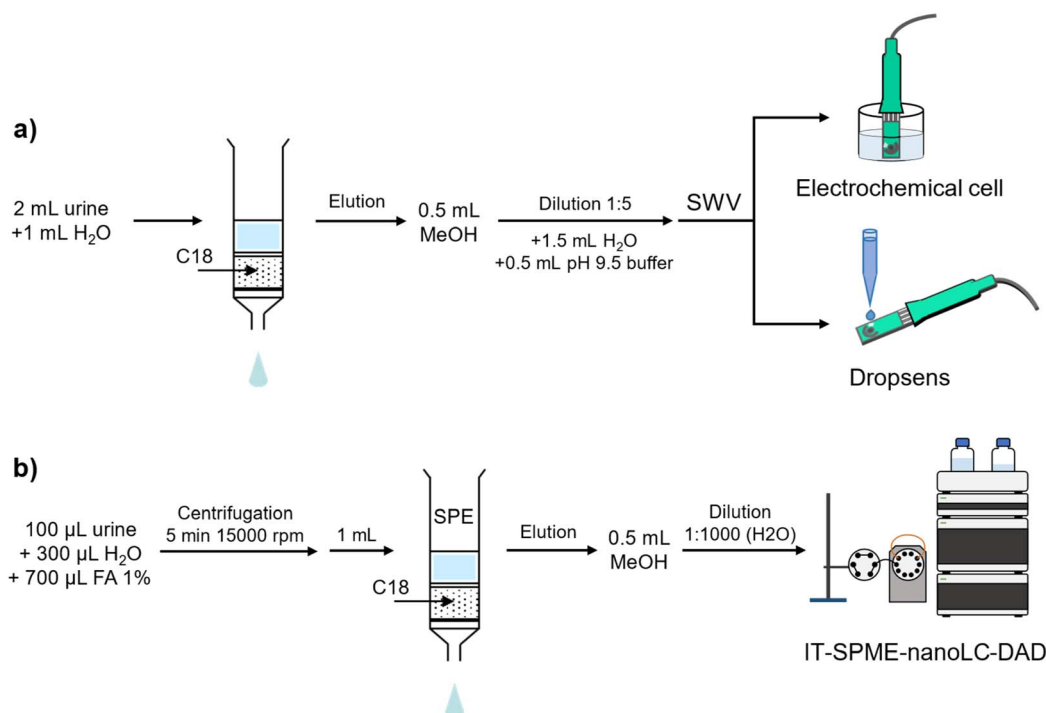 a)
2 mL urine
+1 mL H₂O
C18
Elution
0.5 mL
MeOH
Dilution 1:5
+1.5 mL H₂O
+0.5 mL pH 9.5 buffer
SWV
Electrochemical cell
Dropsens
b)
100 µL urine
+ 300 µL H₂O
+ 700 µL FA 1%
Centrifugation
5 min 15000 rpm
1 mL
SPE
C18
Elution
0.5 mL
MeOH
Dilution
1:1000 (H2O)
IT-SPME-nanoLC-DAD